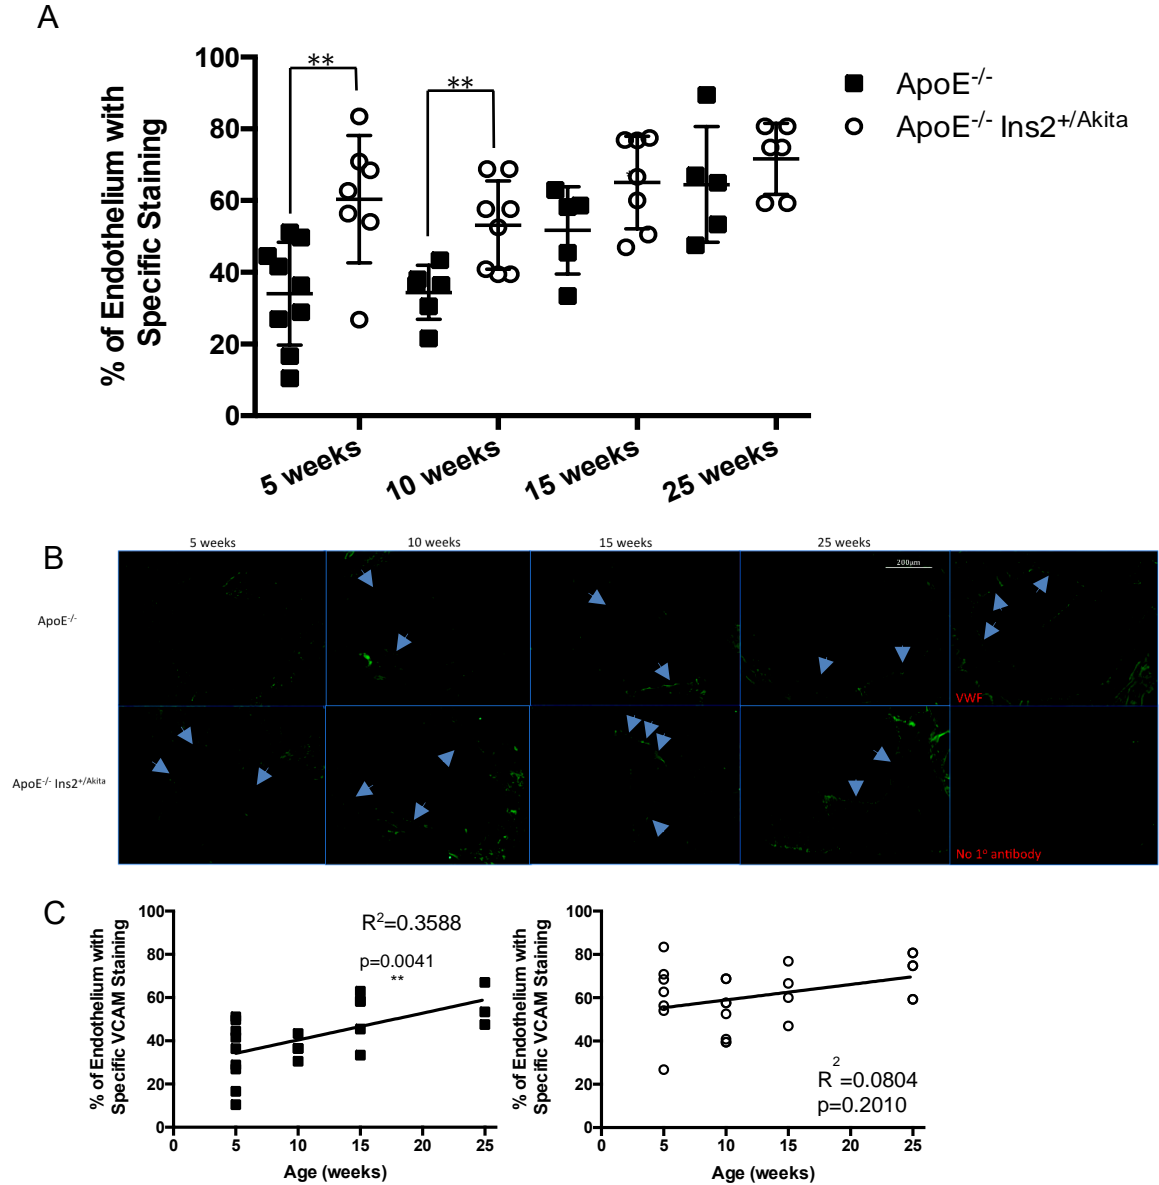 A
**
**
ApoE-/-
ApoE-/- Ins2+/Akita
% of Endothelium with
Specific Staining
100
80
60
40
20
0
5 weeks
10 weeks
15 weeks
25 weeks
B
5 weeks
10 weeks
15 weeks
25 weeks
200µm
ApoE-/-
VWF
ApoE-/- Ins2+/Akita
No 1° antibody
C
% of Endothelium with
Specific VCAM Staining
100
80
60
40
20
0
R2=0.3588
p=0.0041
**
0
5
10
15
20
25
Age (weeks)
% of Endothelium with
Specific VCAM Staining
100
80
60
40
20
0
R2=0.0804
p=0.2010
0
5
10
15
20
25
Age (weeks)